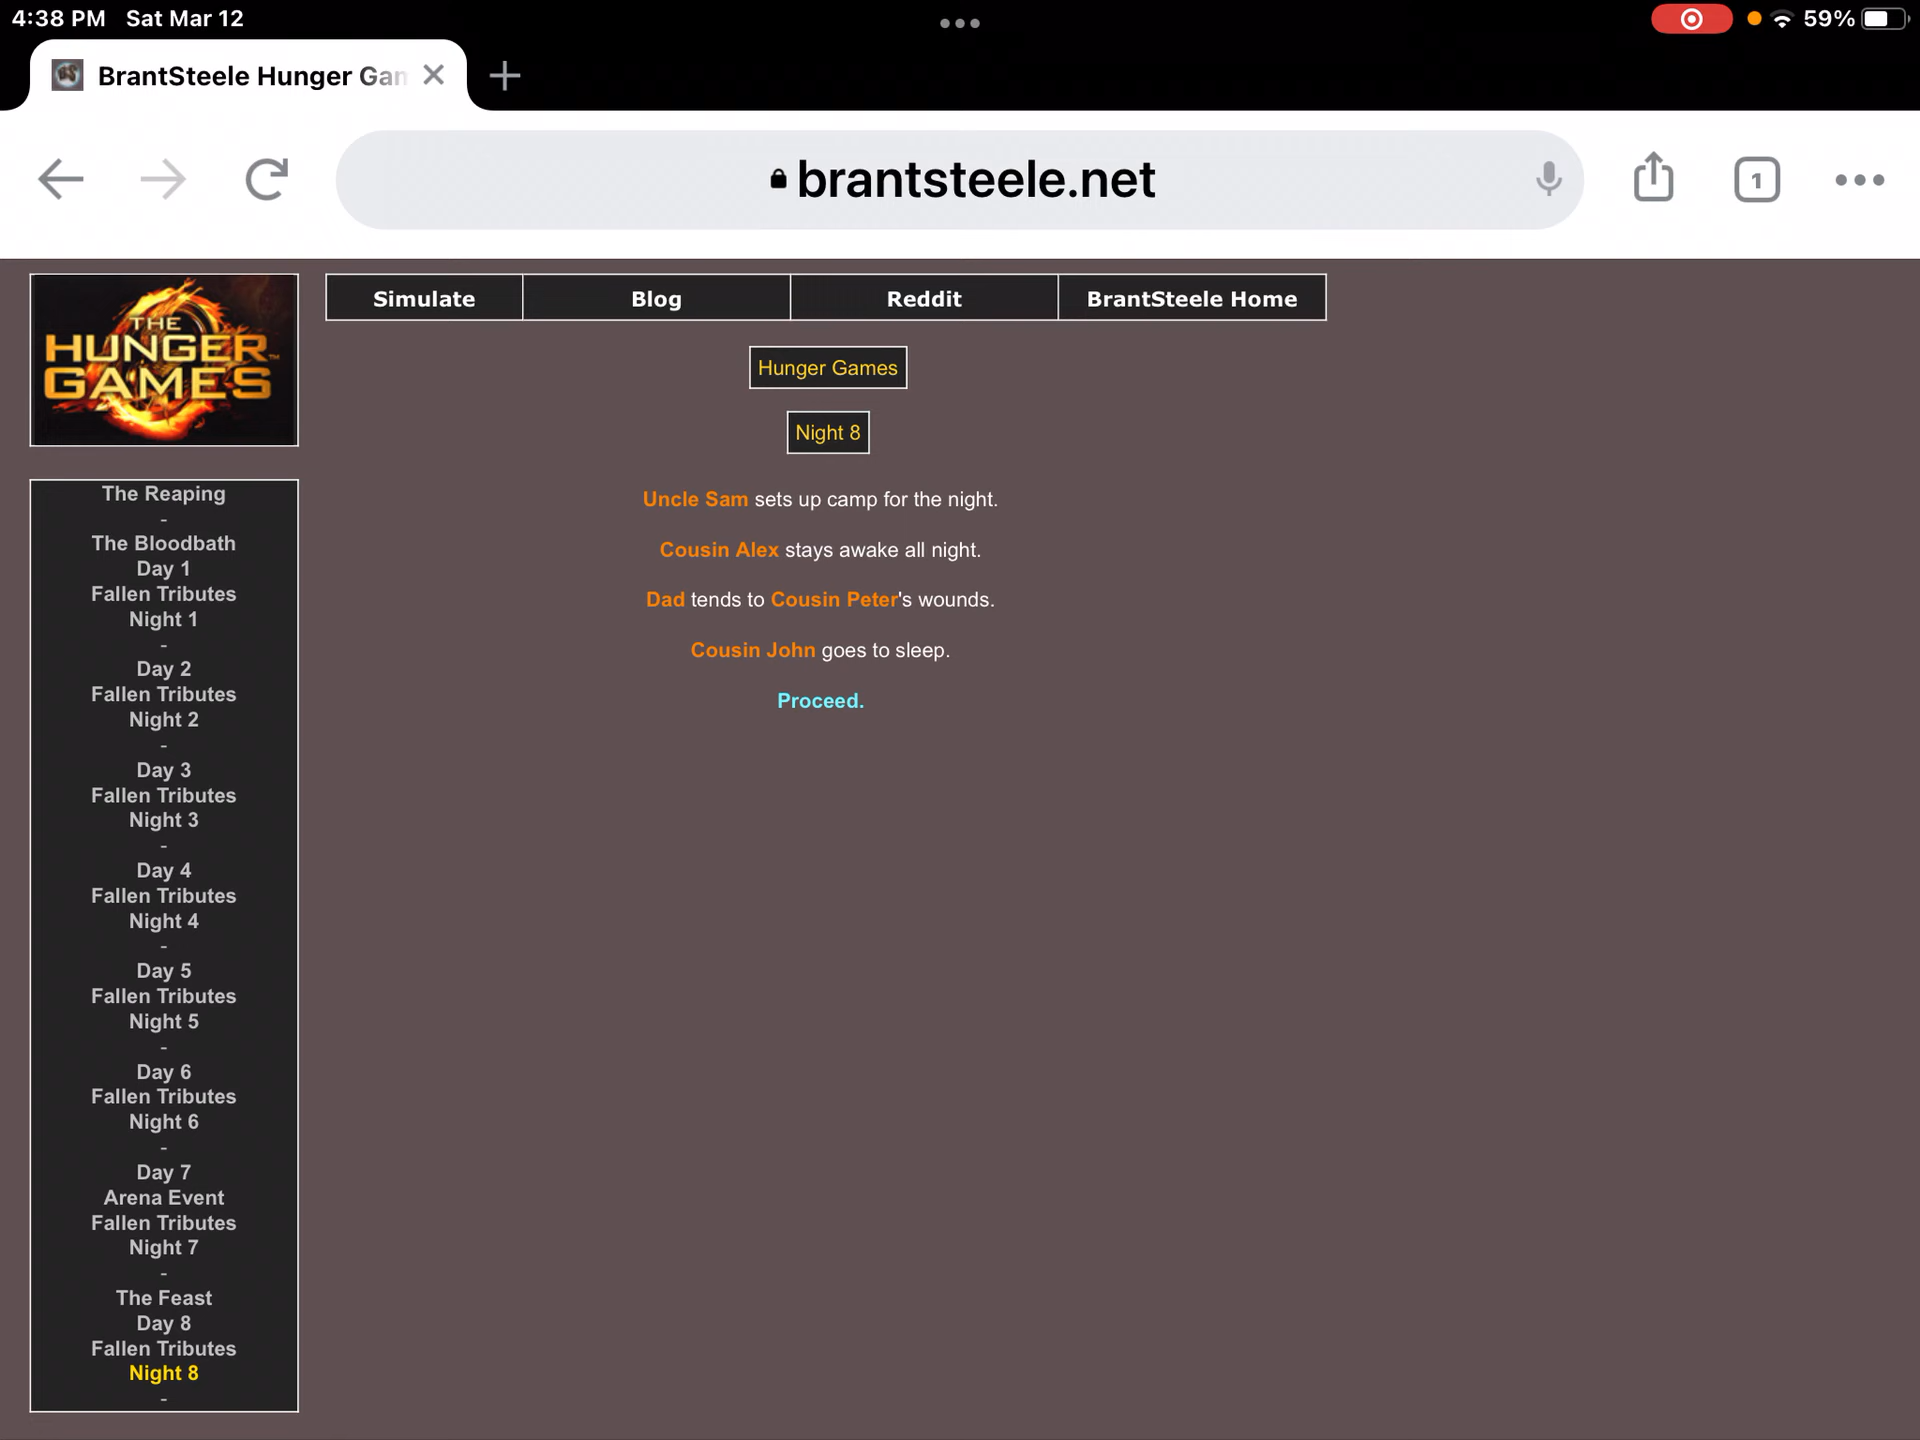 4:38 PM Sat Mar 12
59%
BrantSteele Hunger Gam
brantsteele.net
1
THE
HUNGER
GAMES
Simulate Blog Reddit BrantSteele Home
Hunger Games
Night 8
Uncle Sam sets up camp for the night.
Cousin Alex stays awake all night.
Dad tends to Cousin Peter's wounds.
Cousin John goes to sleep.
Proceed.
The Reaping
-
The Bloodbath
Day 1
Fallen Tributes
Night 1
-
Day 2
Fallen Tributes
Night 2
-
Day 3
Fallen Tributes
Night 3
-
Day 4
Fallen Tributes
Night 4
-
Day 5
Fallen Tributes
Night 5
-
Day 6
Fallen Tributes
Night 6
-
Day 7
Arena Event
Fallen Tributes
Night 7
-
The Feast
Day 8
Fallen Tributes
Night 8
-